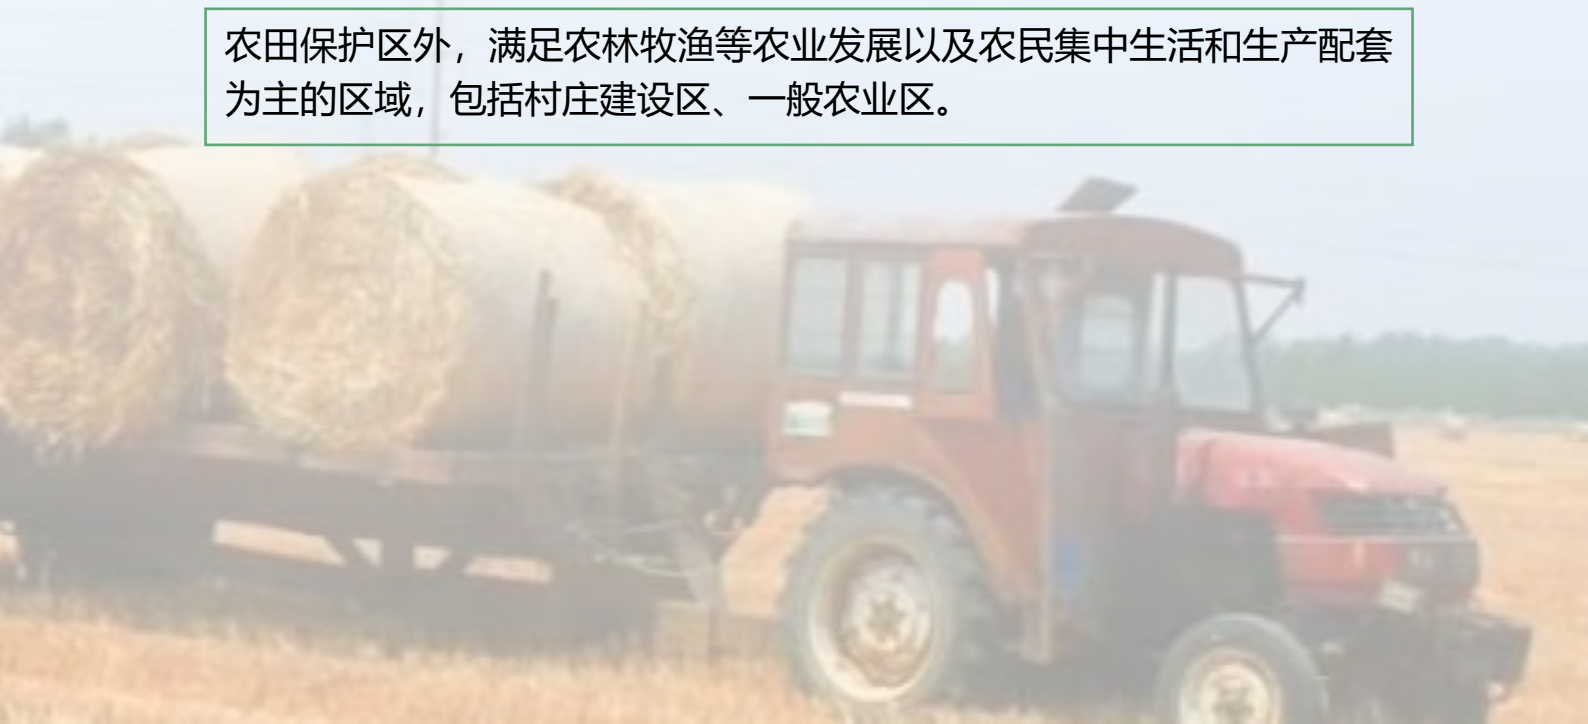 农田保护区外，满足农林牧渔等农业发展以及农民集中生活和生产配套
为主的区域，包括村庄建设区、一般农业区。